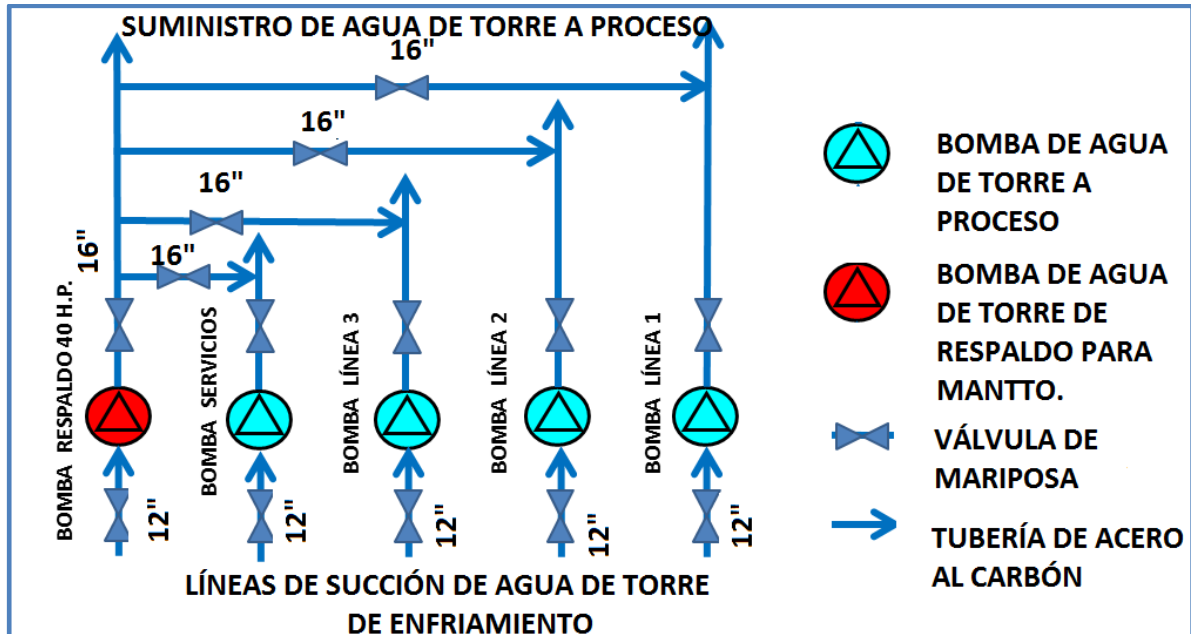 SUMINISTRO DE AGUA DE TORRE A PROCESO
16"
16"
16"
16"
16"
BOMBA RESPALDO 40 H.P.
BOMBA SERVICIOS
BOMBA LÍNEA 3
BOMBA LÍNEA 2
BOMBA LÍNEA 1
12"
12"
12"
12"
12"
LÍNEAS DE SUCCIÓN DE AGUA DE TORRE
DE ENFRIAMIENTO
BOMBA DE AGUA
DE TORRE A
PROCESO
BOMBA DE AGUA
DE TORRE DE
RESPALDO PARA
MANTTO.
VÁLVULA DE
MARIPOSA
TUBERÍA DE ACERO
AL CARBÓN